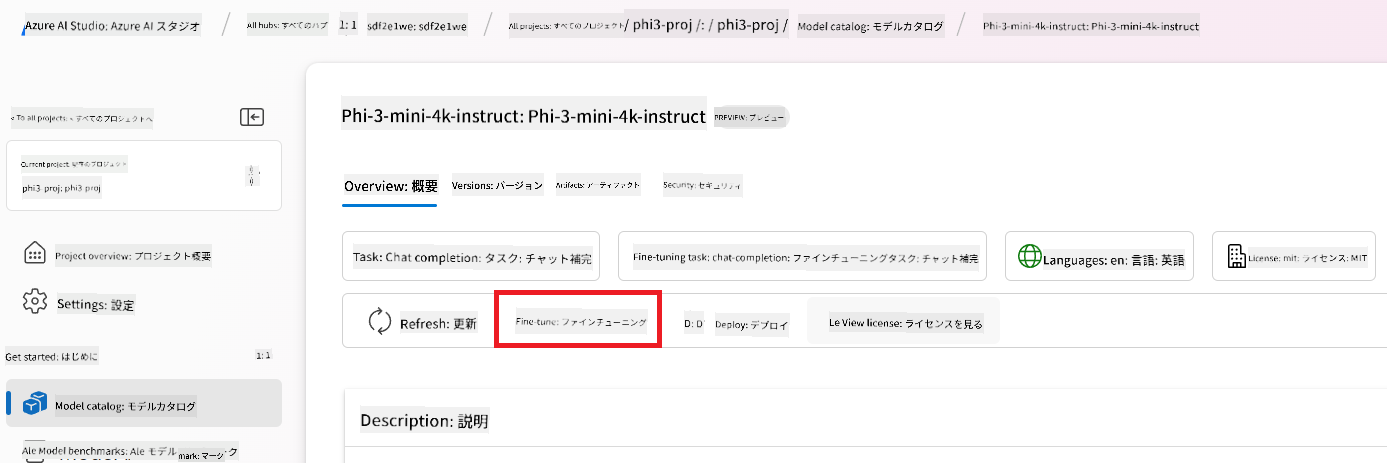 Azure AI Studio: Azure AI スタジオ / All hubs: すべてのハブ 1: 1 sdf2e1we: sdf2e1we / All projects: すべてのプロジェクト / phi3-proj /: / phi3-proj / Model catalog: モデルカタログ / Phi-3-mini-4k-instruct: Phi-3-mini-4k-instruct
< To all projects: < すべてのプロジェクトへ
Current project: 現在のプロジェクト
phi3 proj: phi3 proj
Project overview: プロジェクト概要
Settings: 設定
Get started: はじめに 1: 1
Model catalog: モデルカタログ
Ale Model benchmarks: Ale モデル
mark: マーク
Phi-3-mini-4k-instruct: Phi-3-mini-4k-instruct PREVIEW: プレビュー
Overview: 概要 Versions: バージョン Artifacts: アーティファクト Security: セキュリティ
Task: Chat completion: タスク: チャット補完 Fine-tuning task: chat-completion: ファインチューニングタスク: チャット補完 Languages: en: 言語: 英語 License: mit: ライセンス: MIT
Refresh: 更新 Fine-tune: ファインチューニング D: D Deploy: デプロイ Le View license: ライセンスを見る
Description: 説明